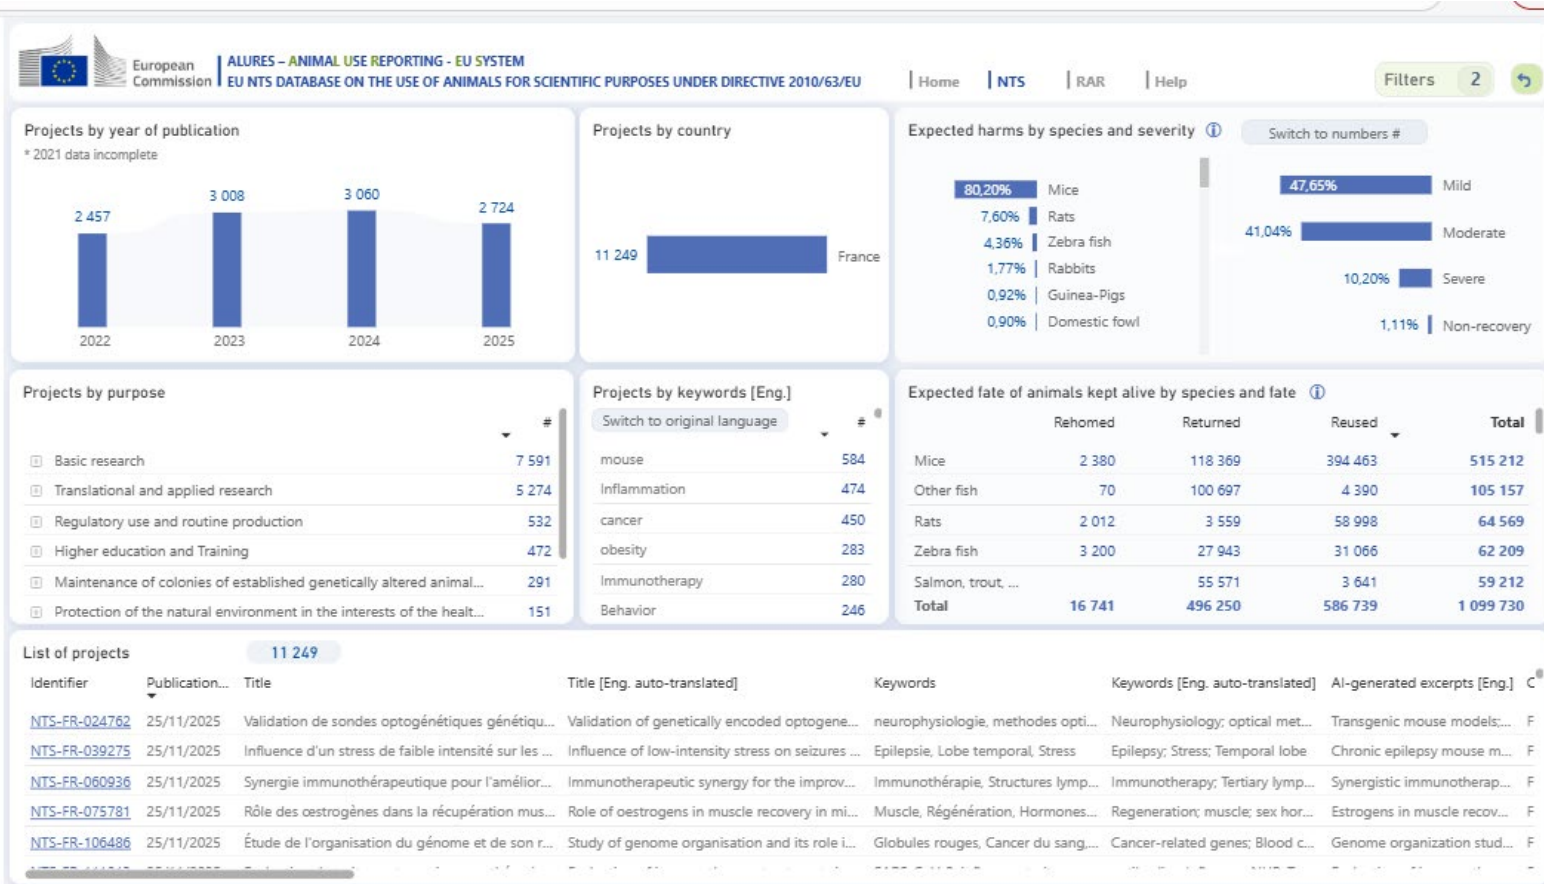 European
Commission
ALURES – ANIMAL USE REPORTING - EU SYSTEM
EU NTS DATABASE ON THE USE OF ANIMALS FOR SCIENTIFIC PURPOSES UNDER DIRECTIVE 2010/63/EU
Home NTS RAR Help
Filters 2
Projects by year of publication
* 2021 data incomplete
2 457 3 008 3 060 2 724
2022 2023 2024 2025
Projects by country
11 249 France
Expected harms by species and severity
Switch to numbers #
80,20% Mice
7,60% Rats
4,36% Zebra fish
1,77% Rabbits
0,92% Guinea-Pigs
0,90% Domestic fowl
47,65% Mild
41,04% Moderate
10,20% Severe
1,11% Non-recovery
Projects by purpose
#
Basic research 7 591
Translational and applied research 5 274
Regulatory use and routine production 532
Higher education and Training 472
Maintenance of colonies of established genetically altered animal... 291
Protection of the natural environment in the interests of the healt... 151
Projects by keywords [Eng.]
Switch to original language #
mouse 584
Inflammation 474
cancer 450
obesity 283
Immunotherapy 280
Behavior 246
Expected fate of animals kept alive by species and fate
Rehomed Returned Reused Total
Mice 2 380 118 369 394 463 515 212
Other fish 70 100 697 4 390 105 157
Rats 2 012 3 559 58 998 64 569
Zebra fish 3 200 27 943 31 066 62 209
Salmon, trout, ... 55 571 3 641 59 212
Total 16 741 496 250 586 739 1 099 730
List of projects 11 249
Identifier Publication... Title Title [Eng. auto-translated] Keywords Keywords [Eng. auto-translated] AI-generated excerpts [Eng.] C
NTS-FR-024762 25/11/2025 Validation de sondes optogénétiques génétiqu... Validation of genetically encoded optogene... neurophysiologie, methodes opti... Neurophysiology; optical met... Transgenic mouse models;... F
NTS-FR-039275 25/11/2025 Influence d'un stress de faible intensité sur les ... Influence of low-intensity stress on seizures ... Epilepsie, Lobe temporal, Stress Epilepsy; Stress; Temporal lobe Chronic epilepsy mouse m... F
NTS-FR-060936 25/11/2025 Synergie immunothérapeutique pour l'amélior... Immunotherapeutic synergy for the improv... Immunothérapie, Structures lymp... Immunotherapy; Tertiary lymp... Synergistic immunotherap... F
NTS-FR-075781 25/11/2025 Rôle des œstrogènes dans la récupération mus... Role of oestrogens in muscle recovery in mi... Muscle, Régénération, Hormones... Regeneration; muscle; sex hor... Estrogens in muscle recov... F
NTS-FR-106486 25/11/2025 Étude de l'organisation du génome et de son r... Study of genome organisation and its role i... Globules rouges, Cancer du sang,... Cancer-related genes; Blood c... Genome organization stud... F